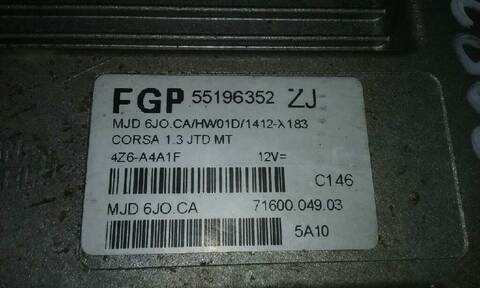 FGP 55196352 ZJ
MJD 6JO.CA/HW01D/1412-X183
CORSA 1.3 JTD MT
4Z6-A4A1F 12V=
C146
MJD 6JO.CA 71600.049.03
5A10